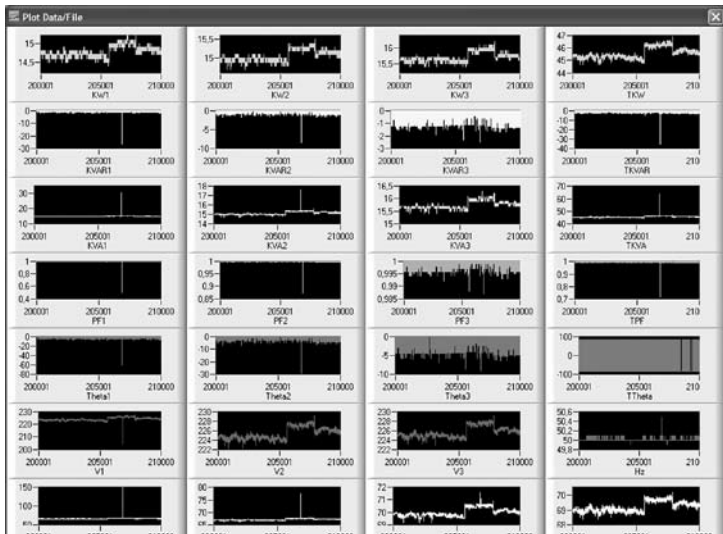 Plot Data/File
15- 15,5- 16- 47-
14,5- 15- 15,5- 46-
45-
44-
200001 205001 210000 200001 205001 210000 200001 205001 210000 200001 205001 210000
KW1 KW2 KW3 TKW
0- 0- 0- 0-
-10- -5- -1- -10-
-20- -10- -2- -20-
-30- -3- -30-
-40-
200001 205001 210000 200001 205001 210000 200001 205001 210000 200001 205001 210
KVAR1 KVAR2 KVAR3 TKVAR
30- 18- 16,5- 70-
20- 17- 16- 60-
10- 16- 15,5- 50-
15- 15- 40-
14-
200001 205001 210000 200001 205001 210000 200001 205001 210000 200001 205001 210
KVA1 KVA2 KVA3 TKVA
1- 1- 1- 1-
0,8- 0,95- 0,995- 0,9-
0,6- 0,9- 0,99- 0,8-
0,4- 0,85- 0,985- 0,7-
200001 205001 210000 200001 205001 210000 200001 205001 210000 200001 205001 210
PF1 PF2 PF3 TPF
0- 0- 0- 100-
-20- -10- -5- 0-
-40- -20- -10- -100-
-60- -30-
-80-
200001 205001 210000 200001 205001 210000 200001 205001 210000 200001 205001 210
Theta1 Theta2 Theta3 TTheta
230- 230- 230- 50,6-
220- 228- 228- 50,4-
210- 226- 226- 50,2-
200- 224- 224- 50-
222- 222- 49,8-
200001 205001 210000 200001 205001 210000 200001 205001 210000 200001 205001 210
V1 V2 V3 Hz
150- 80- 72- 70-
100- 75- 71- 69-
50- 70- 70- 68-
65- 69-